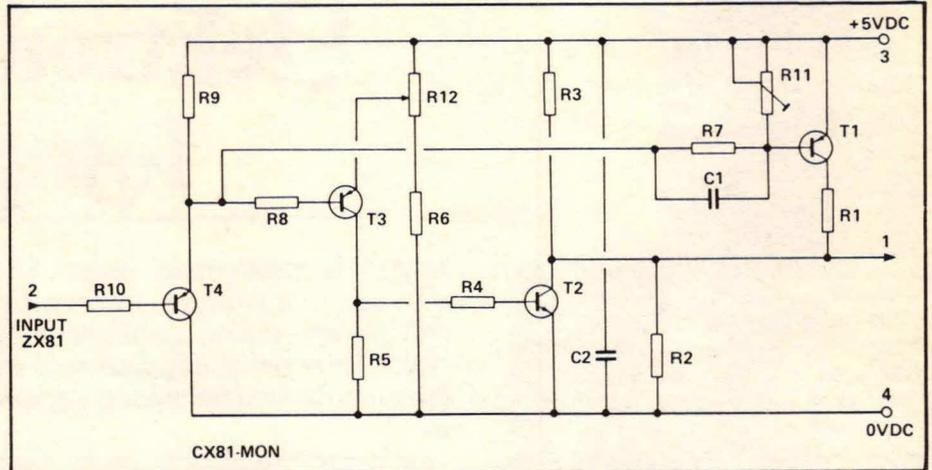 +5VDC
3
R9
R12
R3
R11
R7
T1
C1
R8
T3
R6
R1
1
2
R10
T4
R4
T2
INPUT
ZX81
R5
C2
R2
4
0VDC
CX81-MON